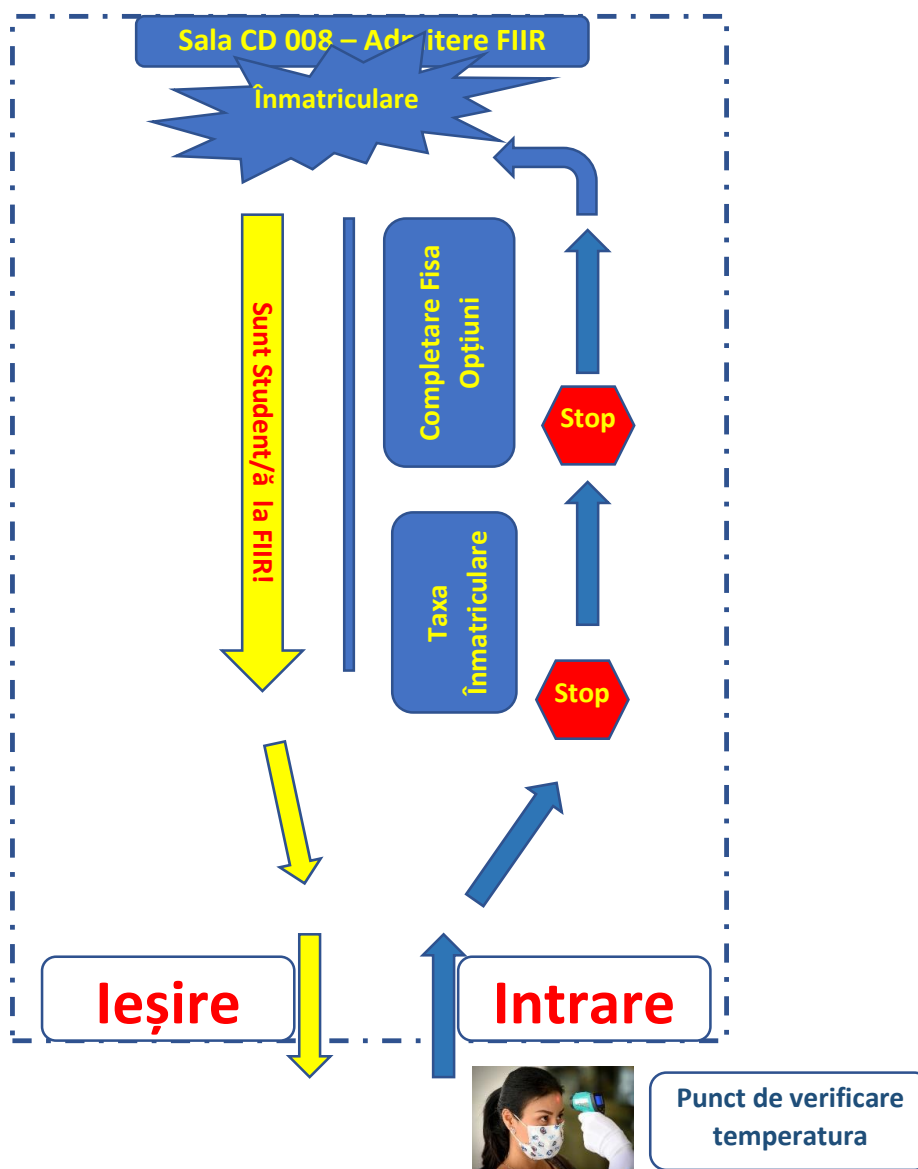 Sala CD 008 – Admitere FIIR
Înmatriculare
Completare Fisa
Opțiuni
Sunt Student/ă la FIIR!
Stop
Taxa
Înmatriculare
Stop
Ieșire
Intrare
Punct de verificare
temperatura